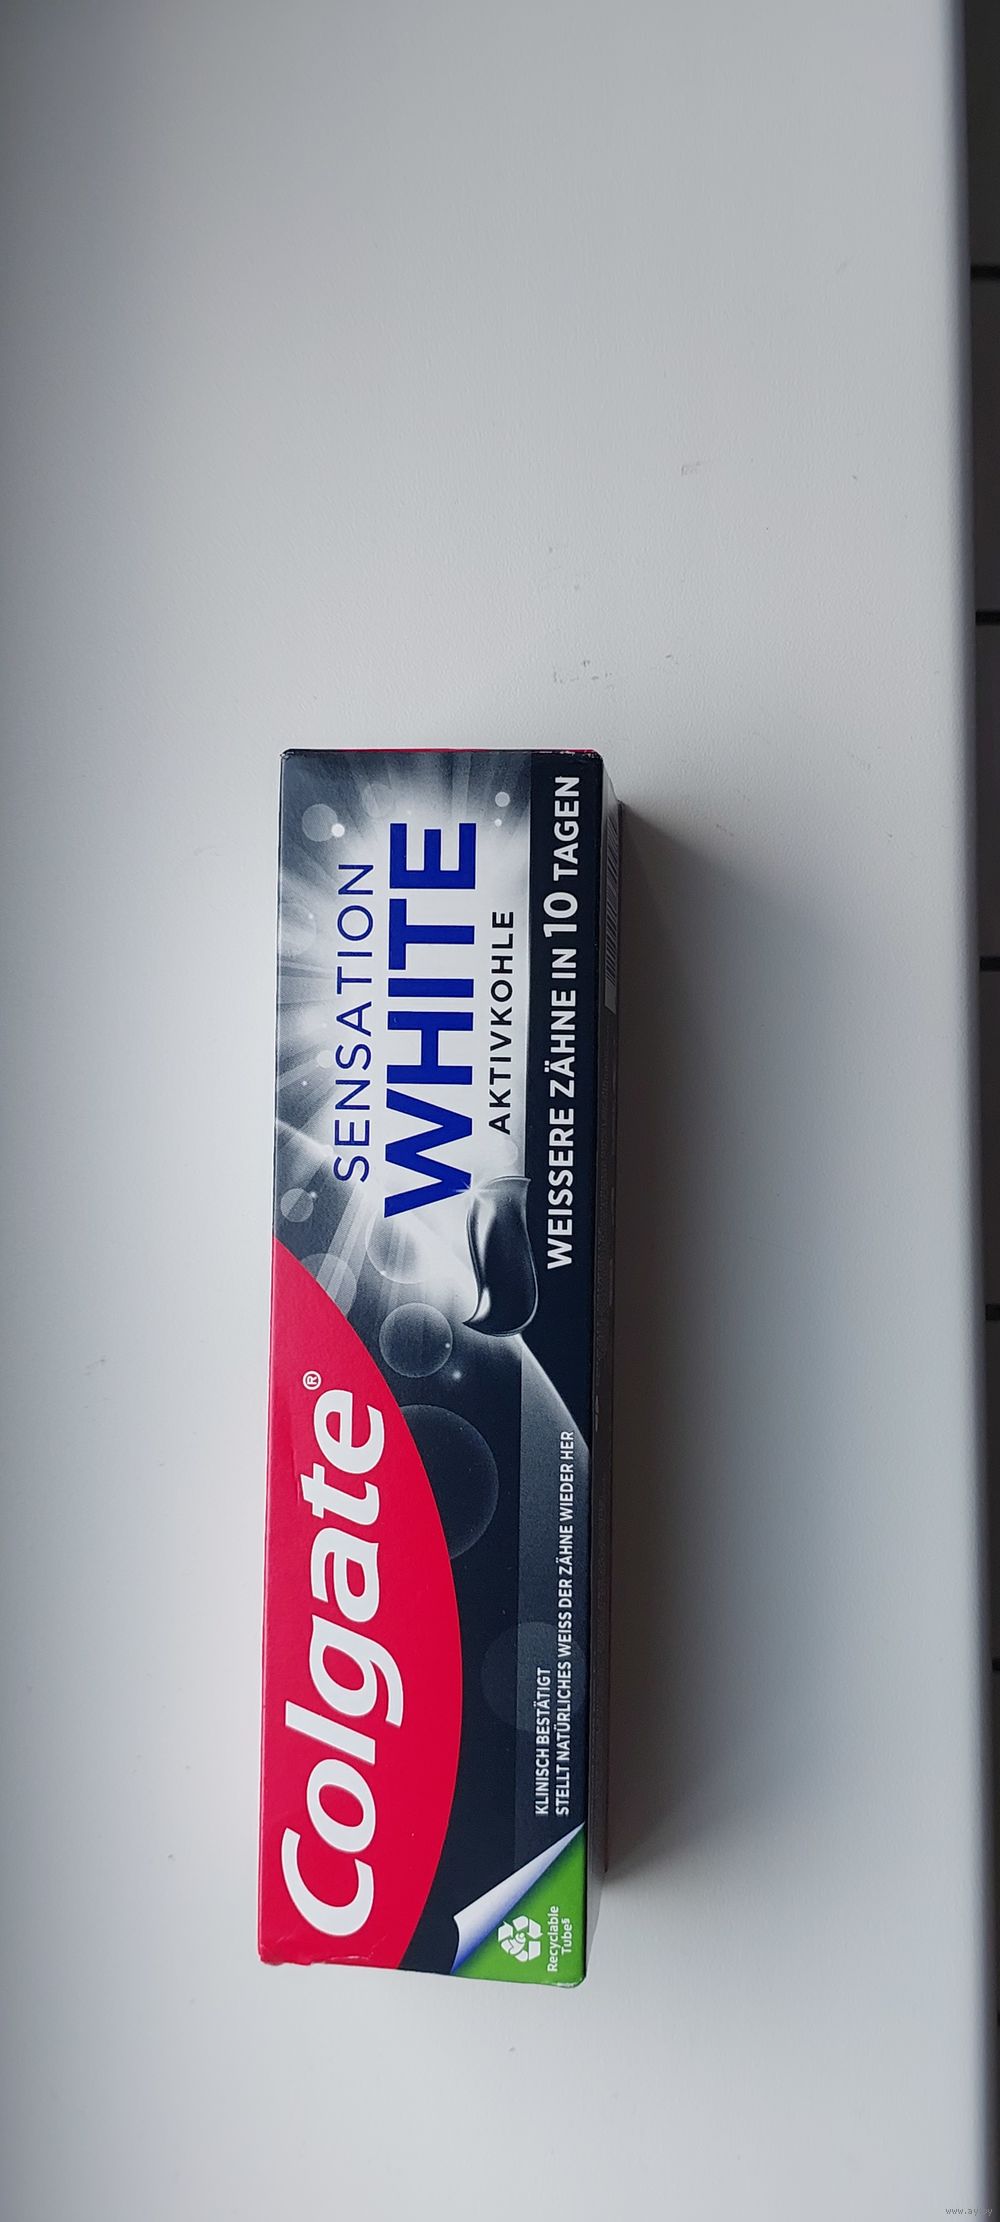 Colgate®
SENSATION
WHITE
AKTIVKOHLE
WEISSERE ZÄHNE IN 10 TAGEN
KLINISCH BESTÄTIGT
STELLT NATÜRLICHES WEISS DER ZÄHNE WIEDER HER
Recyclable
Tube§